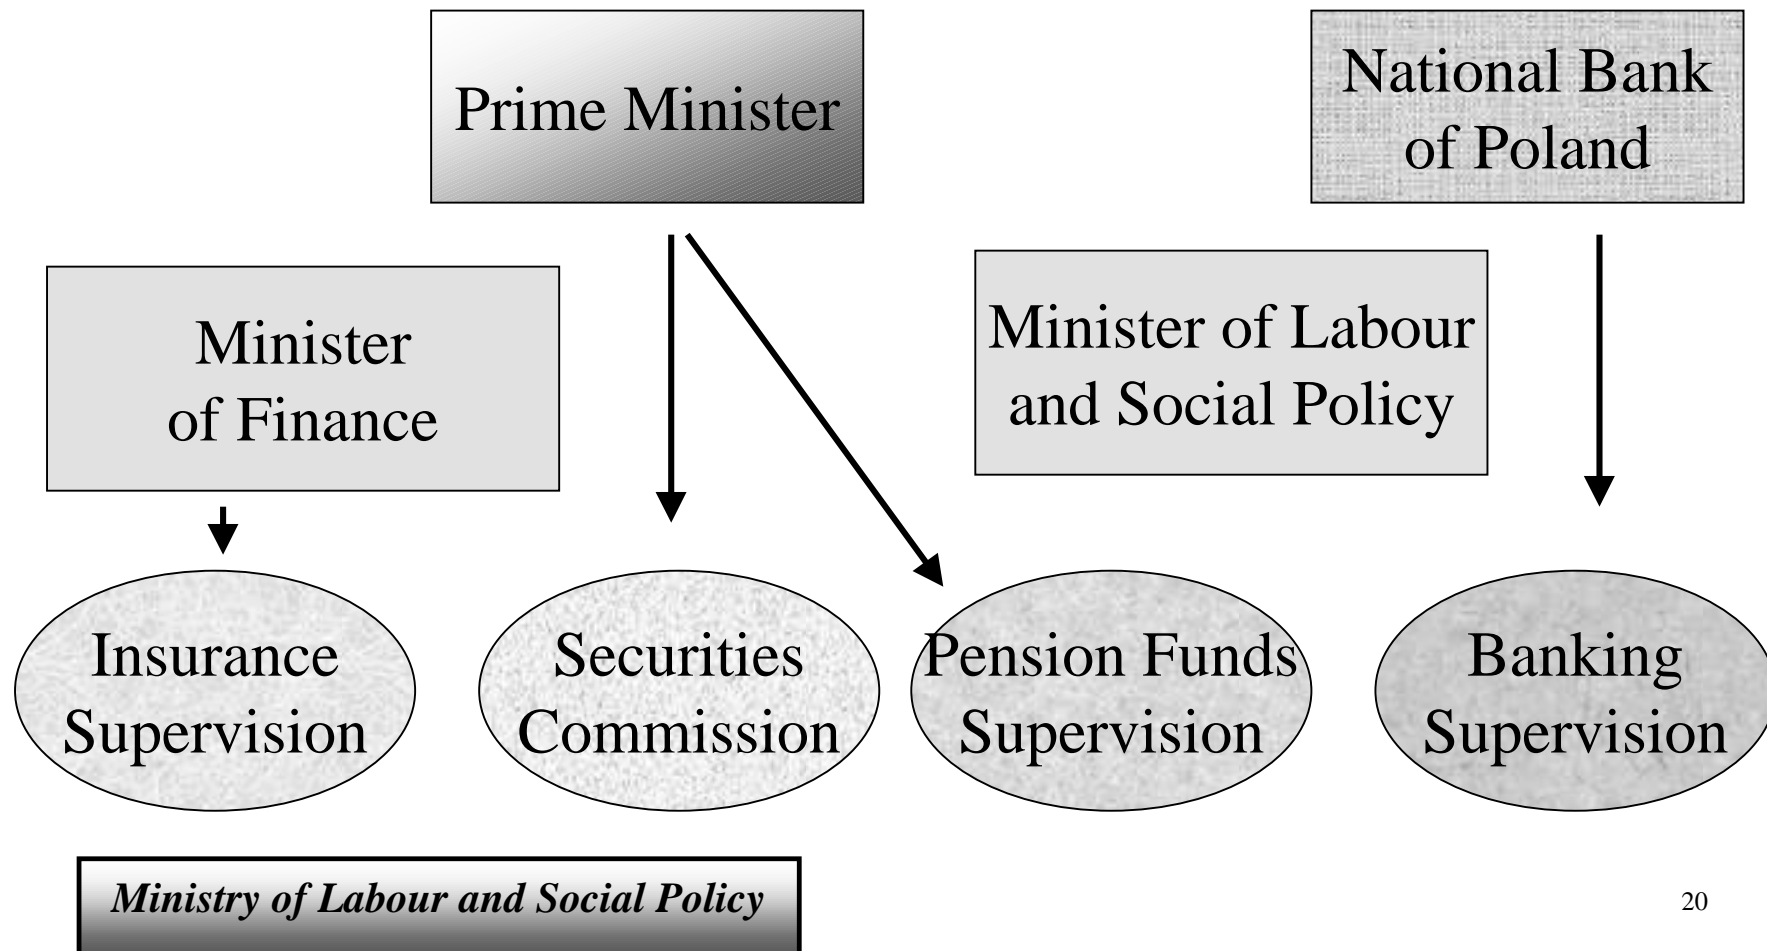 Prime Minister
National Bank
of Poland
Minister
of Finance
Minister of Labour
and Social Policy
Insurance
Supervision
Securities
Commission
Pension Funds
Supervision
Banking
Supervision
Ministry of Labour and Social Policy
20